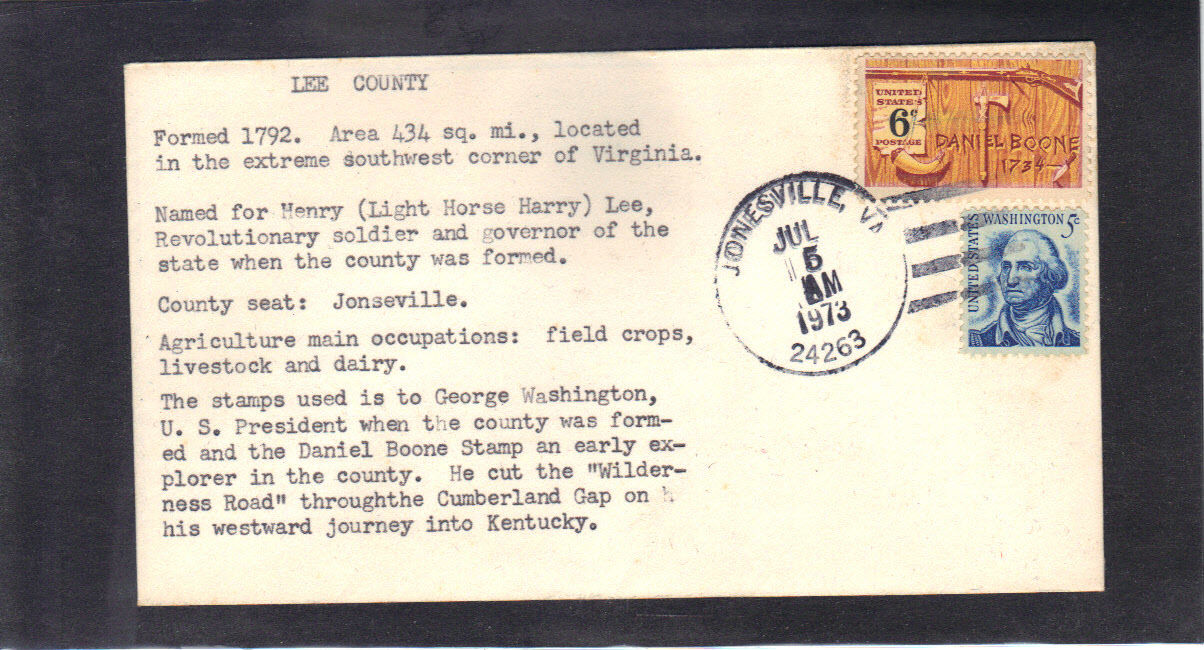 LEE COUNTY
Formed 1792. Area 434 sq. mi., located
in the extreme southwest corner of Virginia.
Named for Henry (Light Horse Harry) Lee,
Revolutionary soldier and governor of the
state when the county was formed.
County seat: Jonseville.
Agriculture main occupations: field crops,
livestock and dairy.
The stamps used is to George Washington,
U. S. President when the county was form-
ed and the Daniel Boone Stamp an early ex-
plorer in the county. He cut the "Wilder-
ness Road" throughthe Cumberland Gap on h
his westward journey into Kentucky.
UNITED
STATES
6c
POSTAGE
DANIEL BOONE
1734
JONESVILLE, VA
JUL
5
AM
1973
24263
WASHINGTON 5c
UNITED STATES